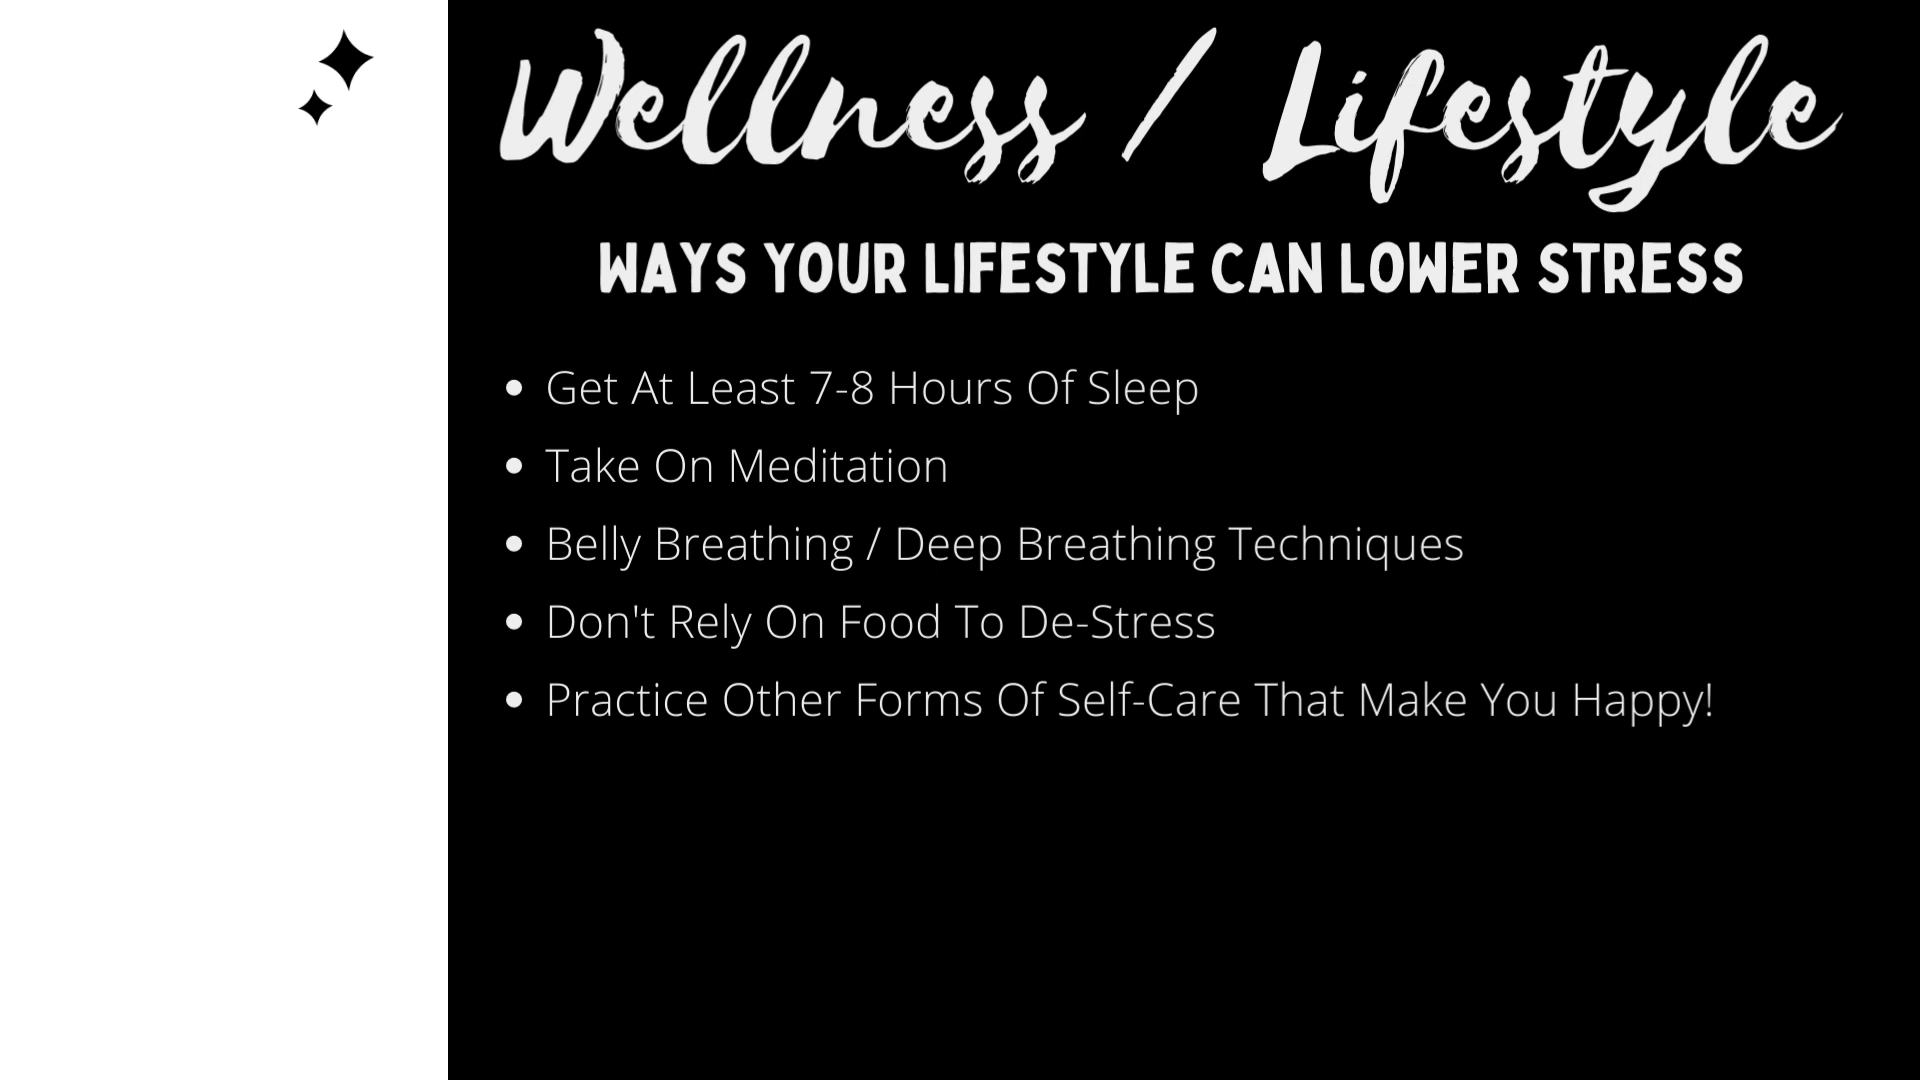 Wellness / Lifestyle
WAYS YOUR LIFESTYLE CAN LOWER STRESS
• Get At Least 7-8 Hours Of Sleep
• Take On Meditation
• Belly Breathing / Deep Breathing Techniques
• Don't Rely On Food To De-Stress
• Practice Other Forms Of Self-Care That Make You Happy!